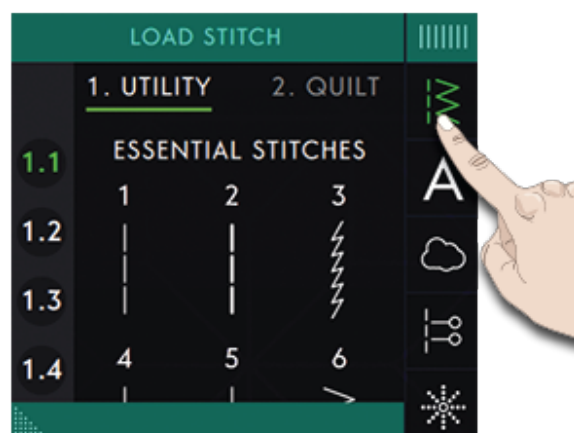 LOAD STITCH
1. UTILITY 2. QUILT
ESSENTIAL STITCHES
1.1
1 2 3
1.2
1.3
4 5 6
1.4
A